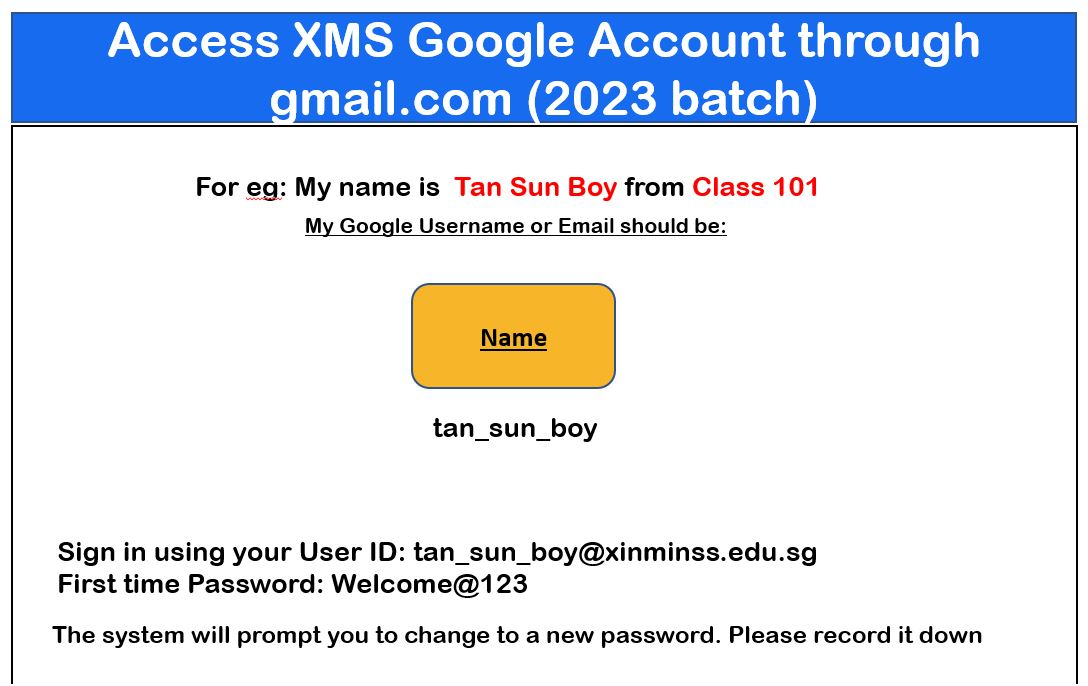 Access XMS Google Account through
gmail.com (2023 batch)
For eg: My name is Tan Sun Boy from Class 101
My Google Username or Email should be:
Name
tan_sun_boy
Sign in using your User ID: tan_sun_boy@xinminss.edu.sg
First time Password: Welcome@123
The system will prompt you to change to a new password. Please record it down